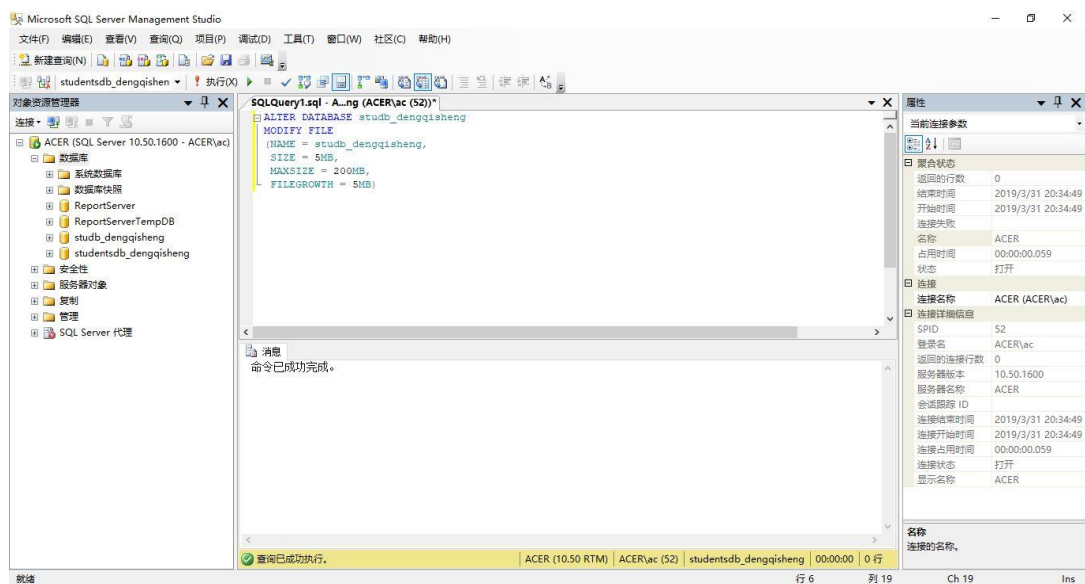 Microsoft SQL Server Management Studio
文件(F) 编辑(E) 查看(V) 查询(Q) 项目(P) 调试(D) 工具(T) 窗口(W) 社区(C) 帮助(H)
新建查询(N)
studentsdb_dengqishen 执行(X)
对象资源管理器
连接
ACER (SQL Server 10.50.1600 - ACER\ac)
数据库
系统数据库
数据库快照
ReportServer
ReportServerTempDB
studb_dengqisheng
studentsdb_dengqisheng
安全性
服务器对象
复制
管理
SQL Server 代理
SQLQuery1.sql - A...ng (ACER\ac (52))*
ALTER DATABASE studb_dengqisheng
MODIFY FILE
(NAME = studb_dengqisheng,
SIZE = 5MB,
MAXSIZE = 200MB,
FILEGROWTH = 5MB)
消息
命令已成功完成。
查询已成功执行。 ACER (10.50 RTM) ACER\ac (52) studentsdb_dengqisheng 00:00:00 0 行
属性
当前连接参数
聚合状态
返回的行数 0
结束时间 2019/3/31 20:34:49
开始时间 2019/3/31 20:34:49
连接失败
名称 ACER
占用时间 00:00:00.059
状态 打开
连接
连接名称 ACER (ACER\ac)
连接详细信息
SPID 52
登录名 ACER\ac
返回的连接行数 0
服务器版本 10.50.1600
服务器名称 ACER
会话跟踪 ID
连接结束时间 2019/3/31 20:34:49
连接开始时间 2019/3/31 20:34:49
连接占用时间 00:00:00.059
连接状态 打开
显示名称 ACER
名称
连接的名称。
就绪 行 6 列 19 Ch 19 Ins